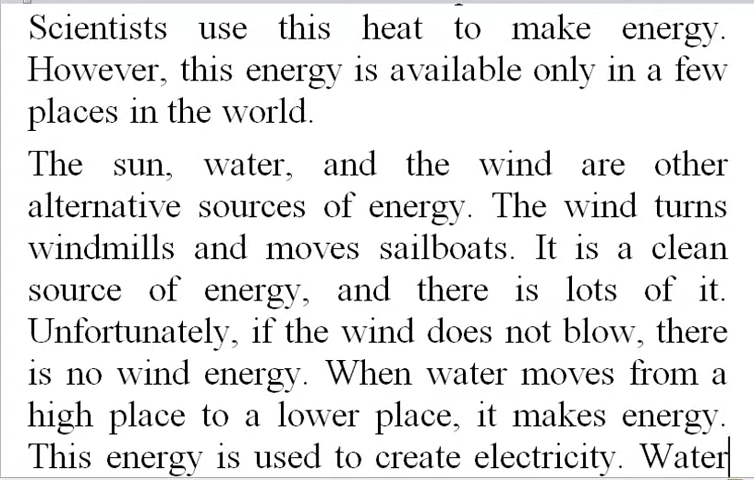 Scientists use this heat to make energy.
However, this energy is available only in a few
places in the world.
The sun, water, and the wind are other
alternative sources of energy. The wind turns
windmills and moves sailboats. It is a clean
source of energy, and there is lots of it.
Unfortunately, if the wind does not blow, there
is no wind energy. When water moves from a
high place to a lower place, it makes energy.
This energy is used to create electricity. Water